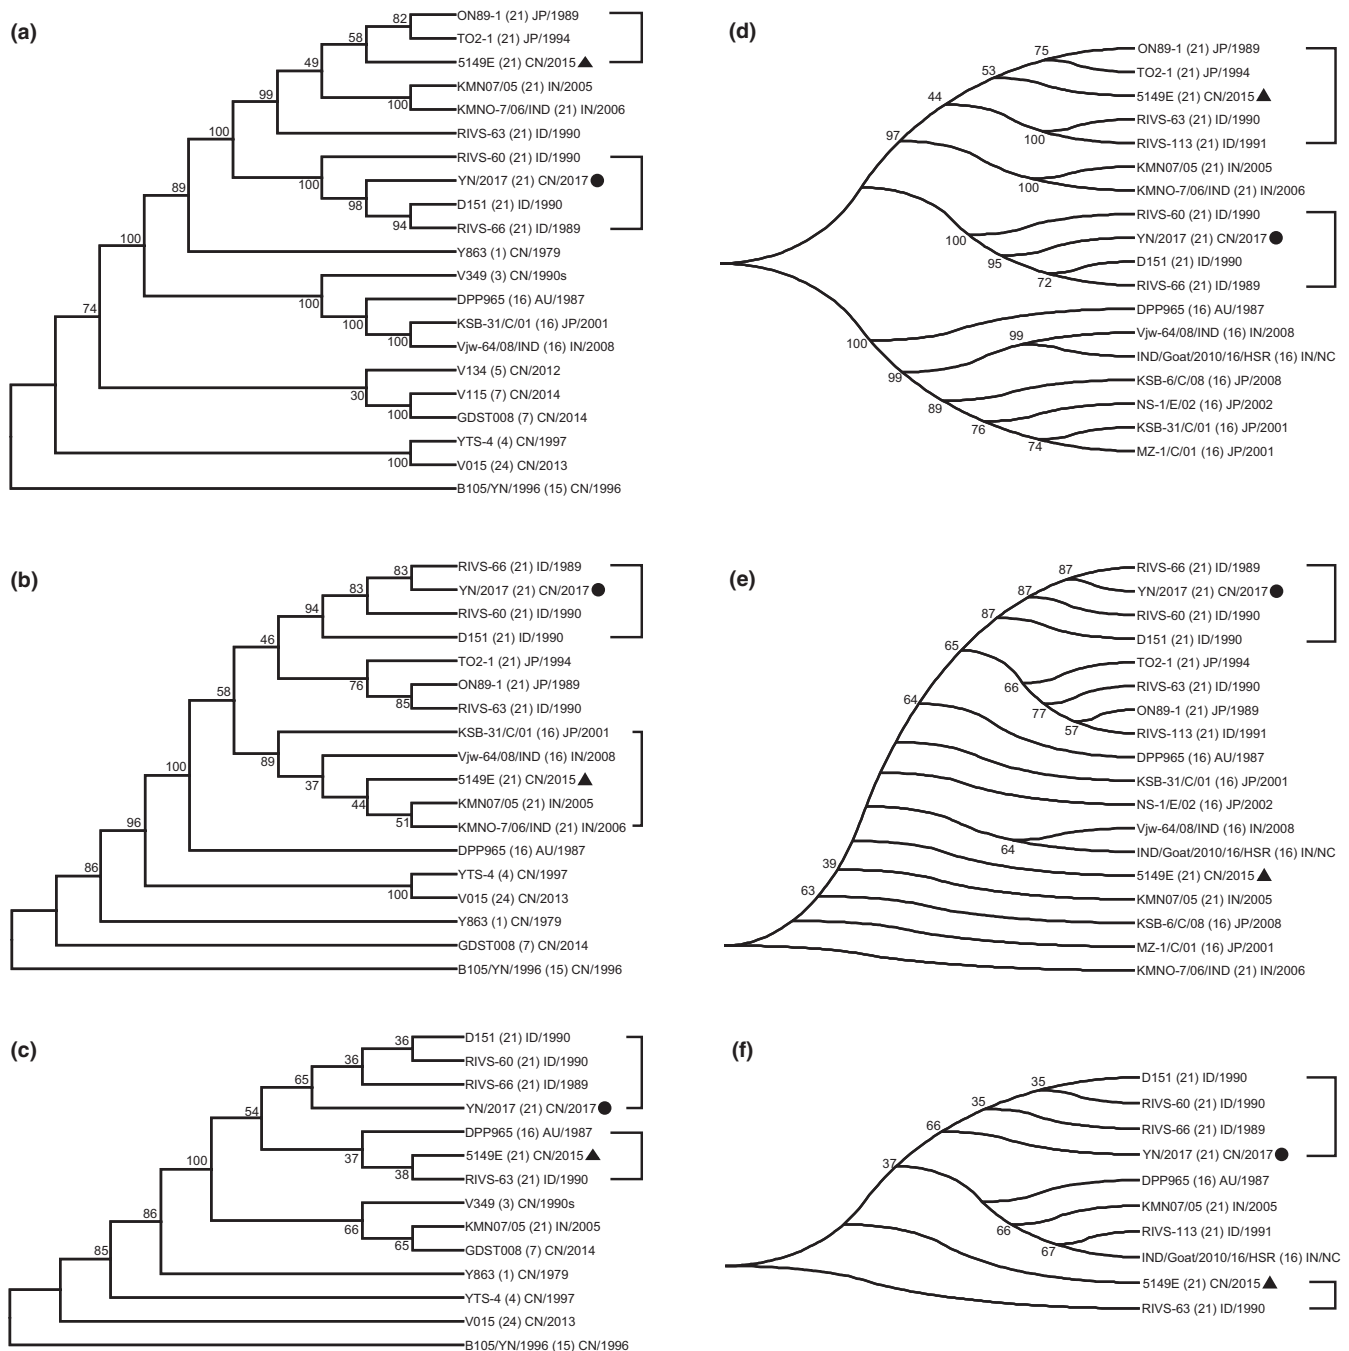 (a)
82
ON89-1 (21) JP/1989
TO2-1 (21) JP/1994
58
5149E (21) CN/2015
49
KMN07/05 (21) IN/2005
100
KMNO-7/06/IND (21) IN/2006
99
RIVS-63 (21) ID/1990
100
RIVS-60 (21) ID/1990
100
YN/2017 (21) CN/2017
98
D151 (21) ID/1990
94
RIVS-66 (21) ID/1989
89
Y863 (1) CN/1979
100
V349 (3) CN/1990s
100
DPP965 (16) AU/1987
100
KSB-31/C/01 (16) JP/2001
100
Vjw-64/08/IND (16) IN/2008
74
V134 (5) CN/2012
30
V115 (7) CN/2014
100
GDST008 (7) CN/2014
YTS-4 (4) CN/1997
100
V015 (24) CN/2013
B105/YN/1996 (15) CN/1996
(b)
83
RIVS-66 (21) ID/1989
YN/2017 (21) CN/2017
83
RIVS-60 (21) ID/1990
94
D151 (21) ID/1990
46
TO2-1 (21) JP/1994
76
ON89-1 (21) JP/1989
85
RIVS-63 (21) ID/1990
58
KSB-31/C/01 (16) JP/2001
89
Vjw-64/08/IND (16) IN/2008
37
5149E (21) CN/2015
44
KMN07/05 (21) IN/2005
51
KMNO-7/06/IND (21) IN/2006
100
DPP965 (16) AU/1987
96
YTS-4 (4) CN/1997
100
V015 (24) CN/2013
86
Y863 (1) CN/1979
GDST008 (7) CN/2014
B105/YN/1996 (15) CN/1996
(c)
36
D151 (21) ID/1990
RIVS-60 (21) ID/1990
36
RIVS-66 (21) ID/1989
65
YN/2017 (21) CN/2017
54
DPP965 (16) AU/1987
37
5149E (21) CN/2015
38
RIVS-63 (21) ID/1990
100
V349 (3) CN/1990s
66
KMN07/05 (21) IN/2005
65
GDST008 (7) CN/2014
86
Y863 (1) CN/1979
85
YTS-4 (4) CN/1997
V015 (24) CN/2013
B105/YN/1996 (15) CN/1996
(d)
75
ON89-1 (21) JP/1989
TO2-1 (21) JP/1994
53
5149E (21) CN/2015
44
RIVS-63 (21) ID/1990
100
RIVS-113 (21) ID/1991
97
KMN07/05 (21) IN/2005
100
KMNO-7/06/IND (21) IN/2006
RIVS-60 (21) ID/1990
100
YN/2017 (21) CN/2017
95
D151 (21) ID/1990
72
RIVS-66 (21) ID/1989
DPP965 (16) AU/1987
100
99
Vjw-64/08/IND (16) IN/2008
IND/Goat/2010/16/HSR (16) IN/NC
99
KSB-6/C/08 (16) JP/2008
89
NS-1/E/02 (16) JP/2002
76
KSB-31/C/01 (16) JP/2001
74
MZ-1/C/01 (16) JP/2001
(e)
87
RIVS-66 (21) ID/1989
YN/2017 (21) CN/2017
87
RIVS-60 (21) ID/1990
87
D151 (21) ID/1990
65
TO2-1 (21) JP/1994
66
RIVS-63 (21) ID/1990
77
ON89-1 (21) JP/1989
57
RIVS-113 (21) ID/1991
64
DPP965 (16) AU/1987
KSB-31/C/01 (16) JP/2001
NS-1/E/02 (16) JP/2002
Vjw-64/08/IND (16) IN/2008
64
IND/Goat/2010/16/HSR (16) IN/NC
5149E (21) CN/2015
39
KMN07/05 (21) IN/2005
63
KSB-6/C/08 (16) JP/2008
MZ-1/C/01 (16) JP/2001
KMNO-7/06/IND (21) IN/2006
(f)
35
D151 (21) ID/1990
RIVS-60 (21) ID/1990
35
RIVS-66 (21) ID/1989
66
YN/2017 (21) CN/2017
37
DPP965 (16) AU/1987
KMN07/05 (21) IN/2005
66
RIVS-113 (21) ID/1991
67
IND/Goat/2010/16/HSR (16) IN/NC
5149E (21) CN/2015
RIVS-63 (21) ID/1990